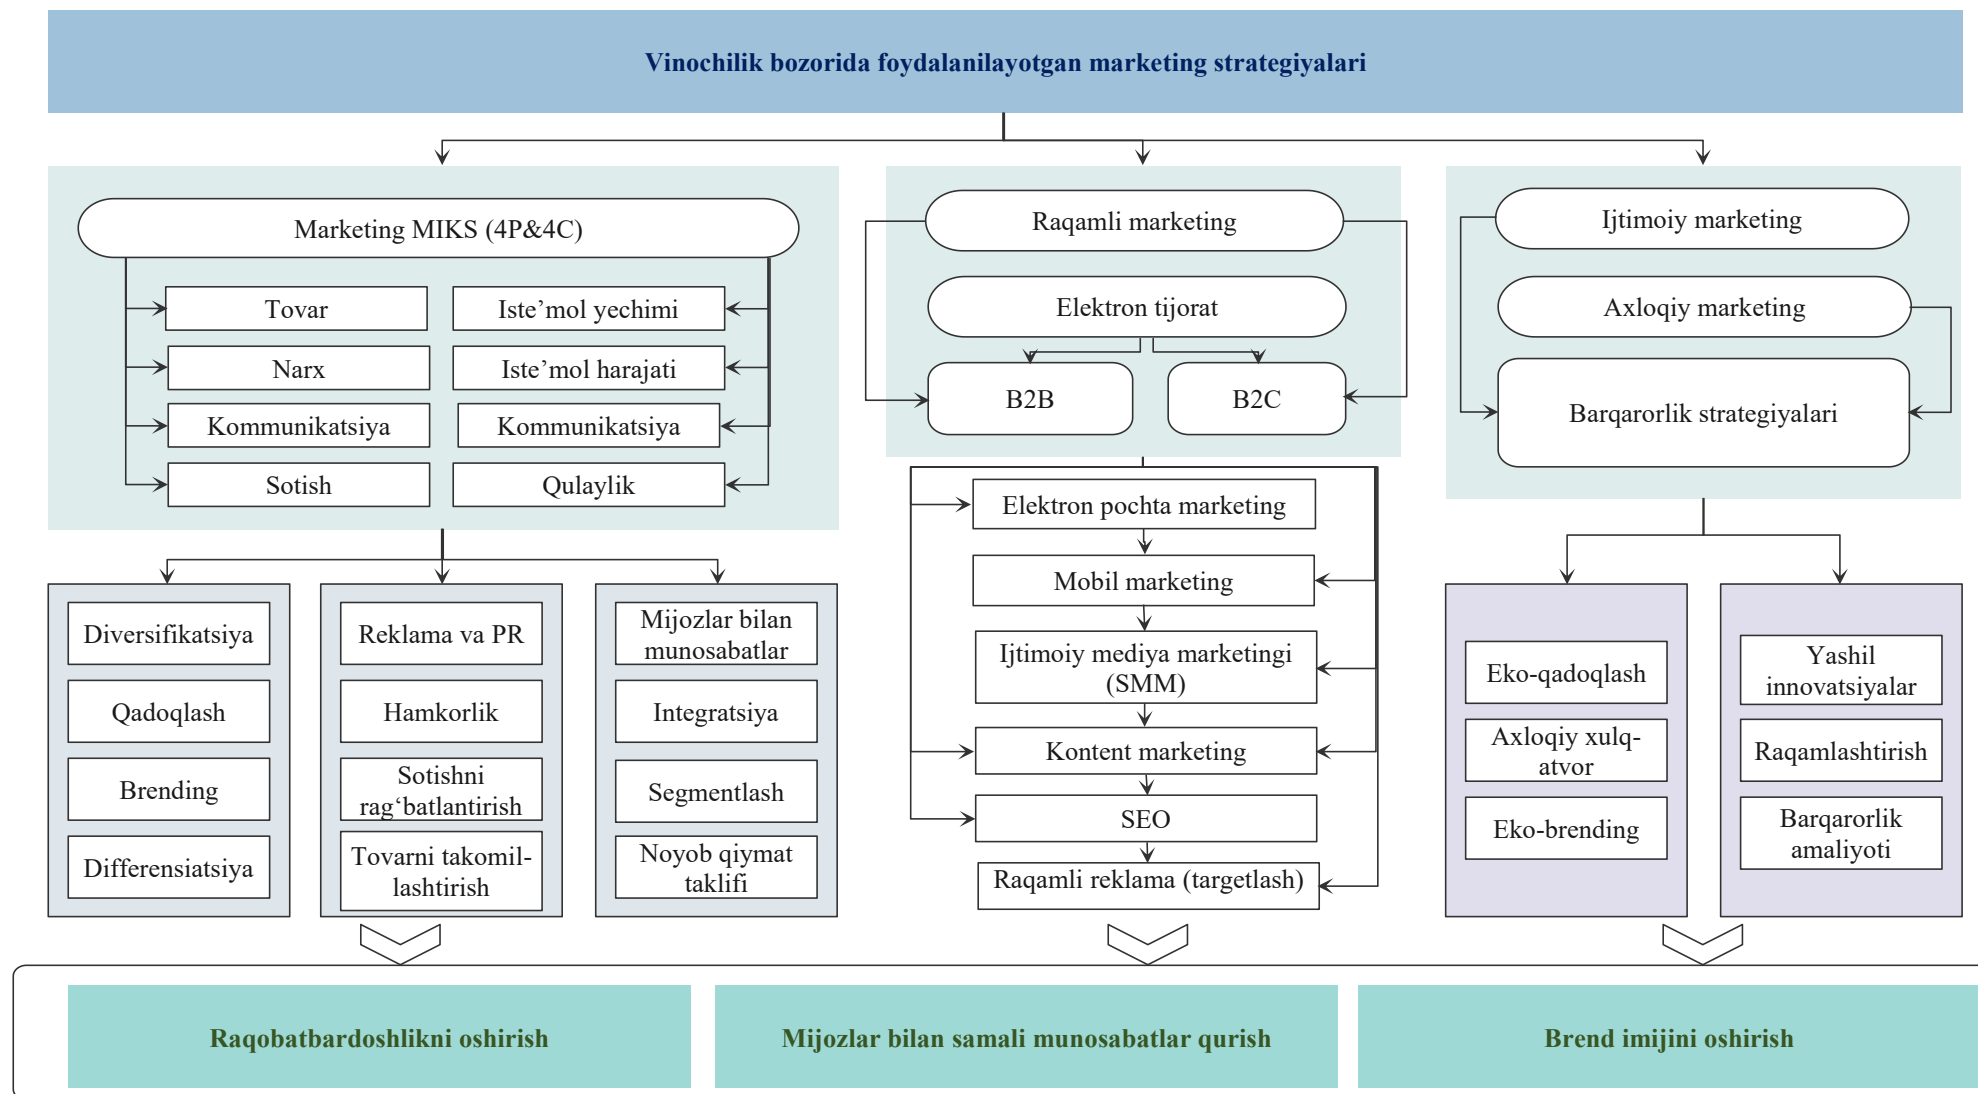 Vinochilik bozorida foydalanilayotgan marketing strategiyalari
Marketing MIKS (4P&4C)
Tovar
Iste’mol yechimi
Narx
Iste’mol harajati
Kommunikatsiya
Kommunikatsiya
Sotish
Qulaylik
Raqamli marketing
Elektron tijorat
B2B
B2C
Ijtimoiy marketing
Axloqiy marketing
Barqarorlik strategiyalari
Diversifikatsiya
Qadoqlash
Brending
Differensiatsiya
Reklama va PR
Hamkorlik
Sotishni
rag‘batlantirish
Tovarni takomil-
lashtirish
Mijozlar bilan
munosabatlar
Integratsiya
Segmentlash
Noyob qiymat
taklifi
Elektron pochta marketing
Mobil marketing
Ijtimoiy mediya marketingi
(SMM)
Kontent marketing
SEO
Raqamli reklama (targetlash)
Eko-qadoqlash
Axloqiy xulq-
atvor
Eko-brending
Yashil
innovatsiyalar
Raqamlashtirish
Barqarorlik
amaliyoti
Raqobatbardoshlikni oshirish
Mijozlar bilan samali munosabatlar qurish
Brend imijini oshirish